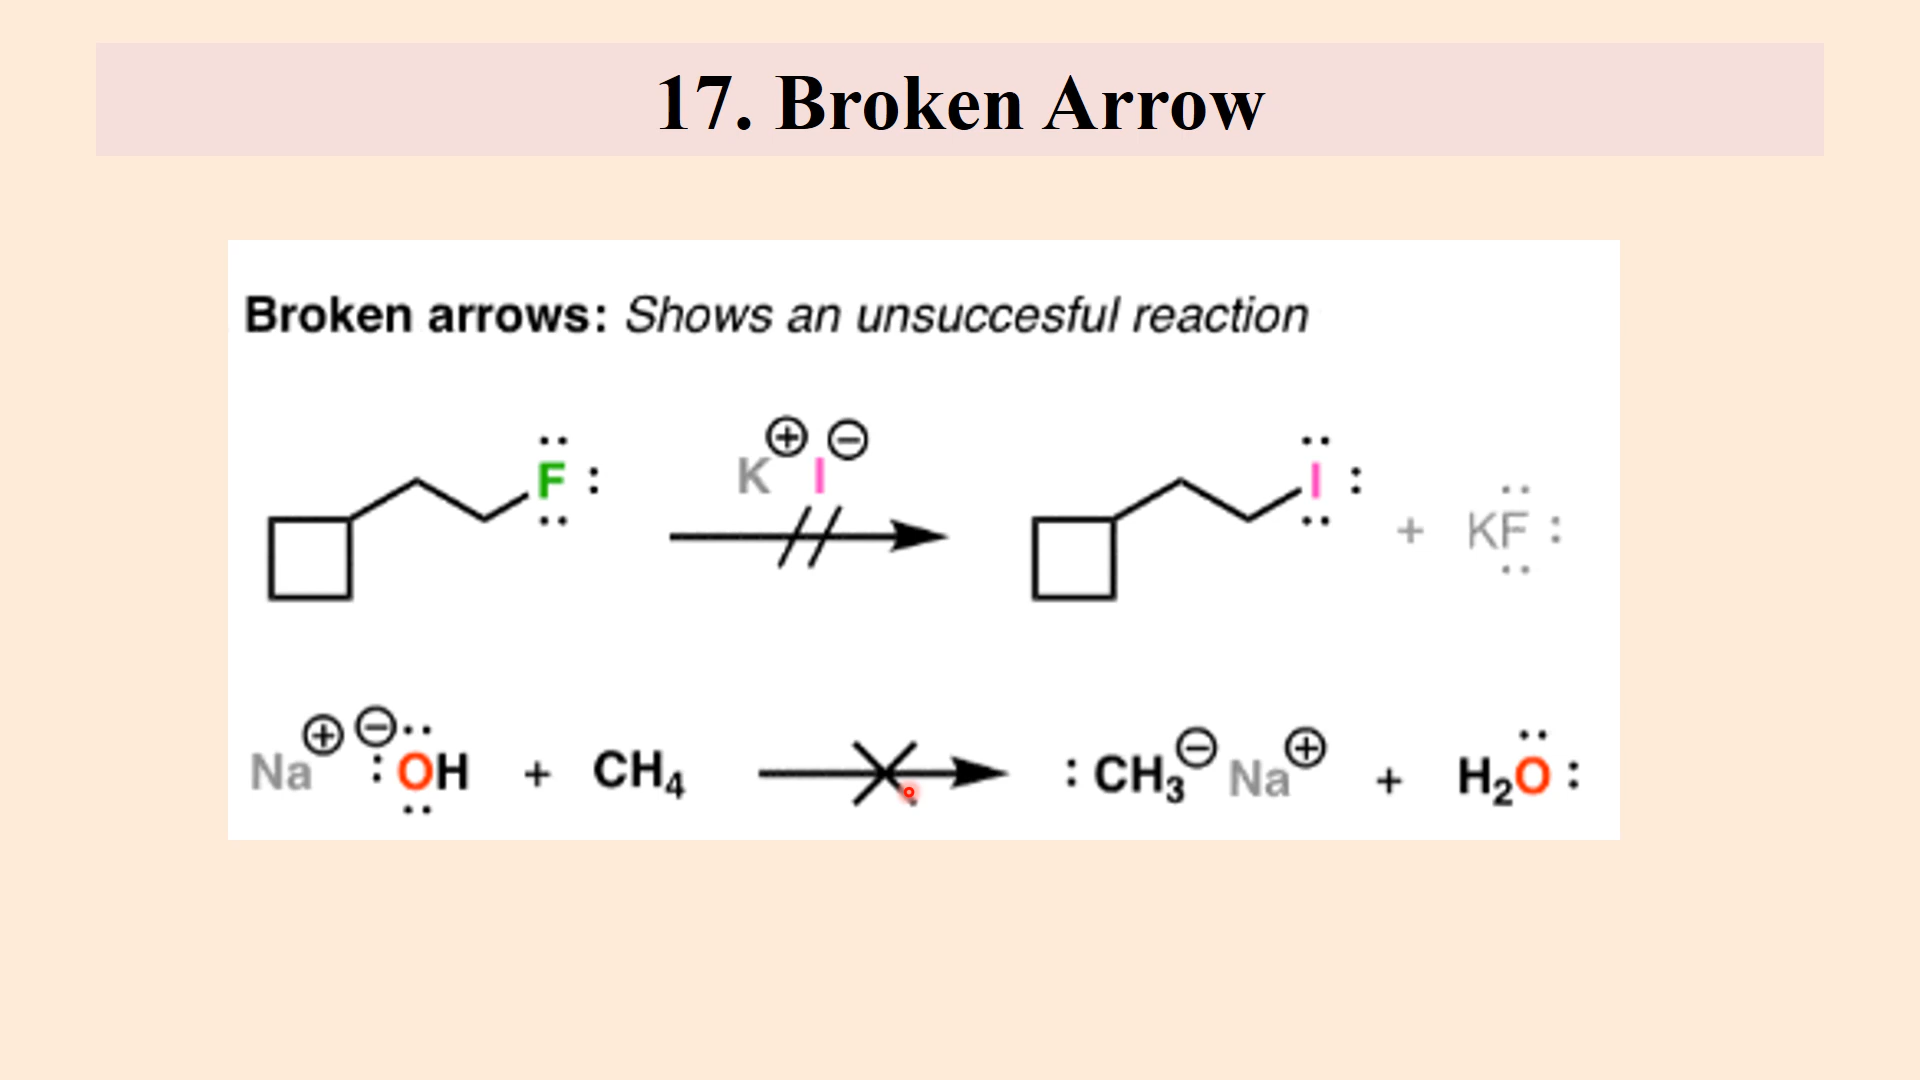 17. Broken Arrow
Broken arrows: Shows an unsuccesful reaction
F K⊕ I⊖ I + KF
Na⊕ ⊖OH + CH₄ CH₃⊖ Na⊕ + H₂O